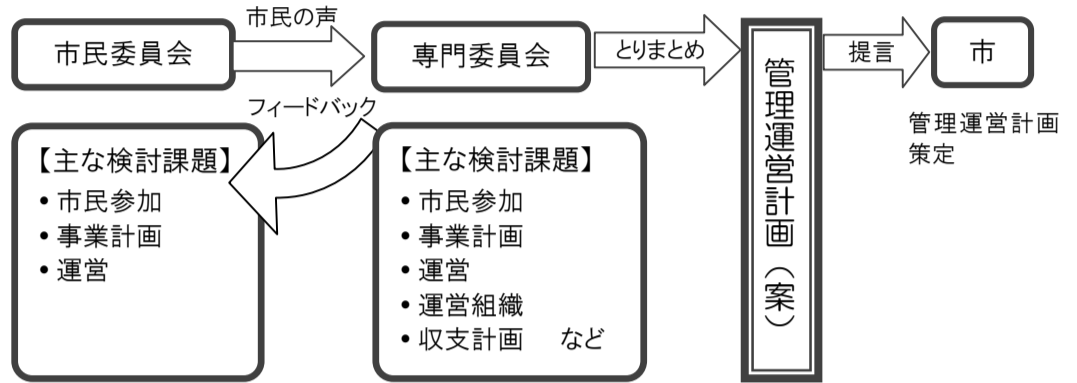 市民委員会
市民の声
専門委員会
とりまとめ
管理運営計画（案）
提言
市
管理運営計画
策定
フィードバック
【主な検討課題】
• 市民参加
• 事業計画
• 運営
【主な検討課題】
• 市民参加
• 事業計画
• 運営
• 運営組織
• 収支計画　など